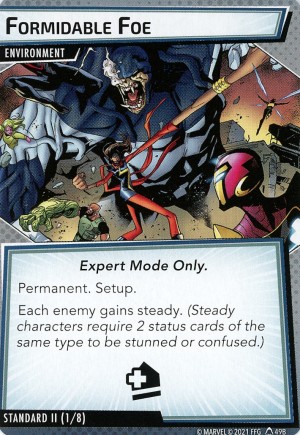 FORMIDABLE FOE
ENVIRONMENT
Expert Mode Only.
Permanent. Setup.
Each enemy gains steady. (Steady
characters require 2 status cards of the
same type to be stunned or confused.)
STANDARD II (1/8)
© MARVEL © 2021 FFG 498